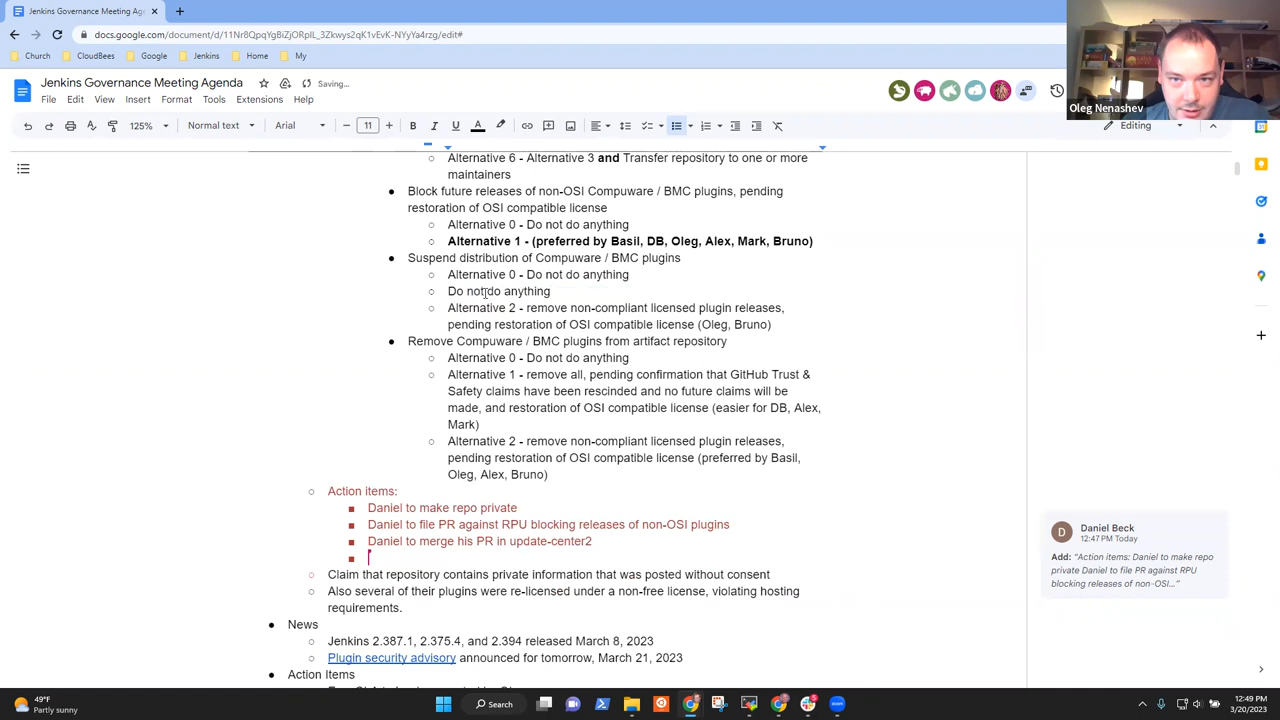 Jenkins Governance Meeting Age
docs.google.com/document/d/11Nr8QpqYgBiZjORpIL_3Zkwys2qK1vEvK-NYyYa4rzg/edit#
Church CloudBees Google Jenkins Home My
Jenkins Governance Meeting Agenda Saving...
File Edit View Insert Format Tools Extensions Help
125% Normal text Arial 11 B U A Editing
Oleg Nenashev
Alternative 6 - Alternative 3 and Transfer repository to one or more
maintainers
Block future releases of non-OSI Compuware / BMC plugins, pending
restoration of OSI compatible license
Alternative 0 - Do not do anything
Alternative 1 - (preferred by Basil, DB, Oleg, Alex, Mark, Bruno)
Suspend distribution of Compuware / BMC plugins
Alternative 0 - Do not do anything
Do not do anything
Alternative 2 - remove non-compliant licensed plugin releases,
pending restoration of OSI compatible license (Oleg, Bruno)
Remove Compuware / BMC plugins from artifact repository
Alternative 0 - Do not do anything
Alternative 1 - remove all, pending confirmation that GitHub Trust &
Safety claims have been rescinded and no future claims will be
made, and restoration of OSI compatible license (easier for DB, Alex,
Mark)
Alternative 2 - remove non-compliant licensed plugin releases,
pending restoration of OSI compatible license (preferred by Basil,
Oleg, Alex, Bruno)
Action items:
Daniel to make repo private
Daniel to file PR against RPU blocking releases of non-OSI plugins
Daniel to merge his PR in update-center2
Claim that repository contains private information that was posted without consent
Also several of their plugins were re-licensed under a non-free license, violating hosting
requirements.
News
Jenkins 2.387.1, 2.375.4, and 2.394 released March 8, 2023
Plugin security advisory announced for tomorrow, March 21, 2023
Action Items
D
Daniel Beck
12:47 PM Today
Add: "Action items: Daniel to make repo
private Daniel to file PR against RPU
blocking releases of non-OSI..."
49°F
Partly sunny
Search
12:49 PM
3/20/2023